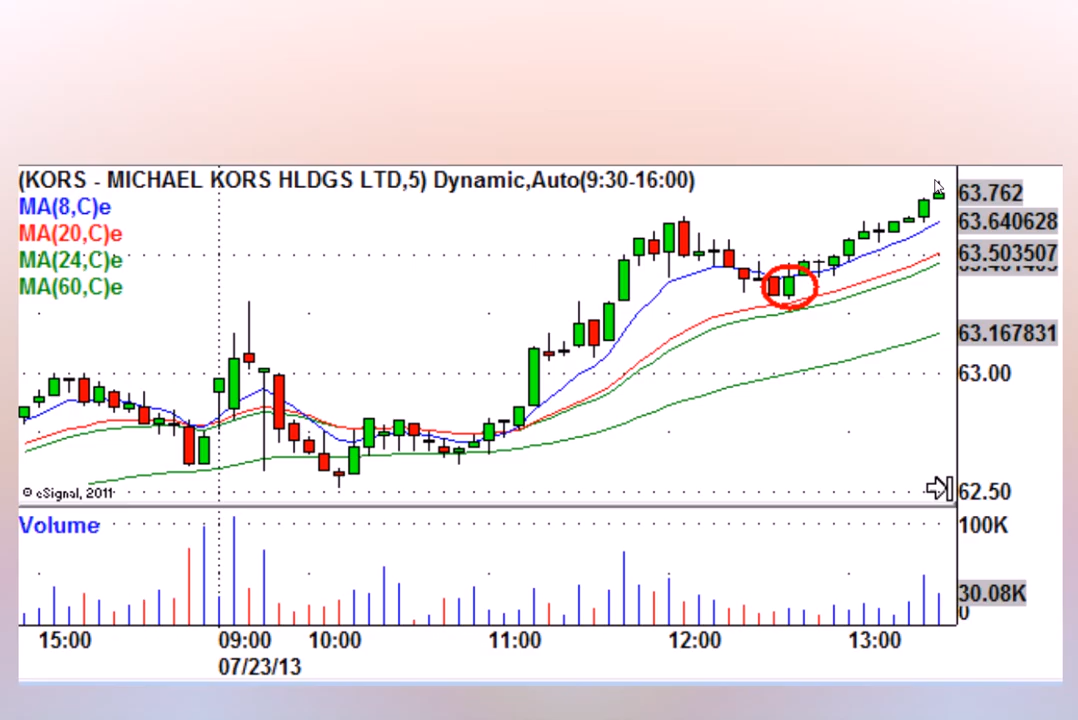 (KORS - MICHAEL KORS HLDGS LTD,5) Dynamic,Auto(9:30-16:00)
MA(8,C)e
MA(20,C)e
MA(24,C)e
MA(60,C)e
63.762
63.640628
63.503507
63.167831
63.00
62.50
© eSignal, 2011
Volume
100K
30.08K
0
15:00 09:00 10:00 11:00 12:00 13:00
07/23/13